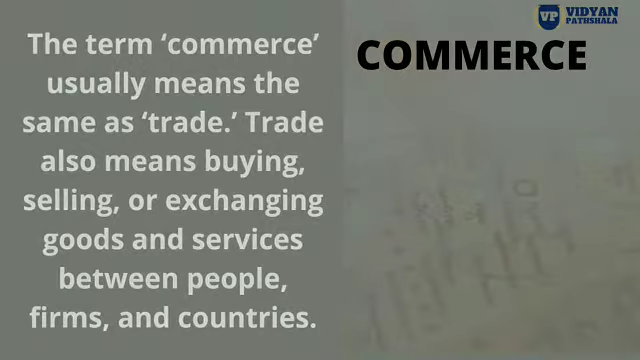 The term ‘commerce’
usually means the
same as ‘trade.’ Trade
also means buying,
selling, or exchanging
goods and services
between people,
firms, and countries.
COMMERCE
VP VIDYAN
PATHSHALA